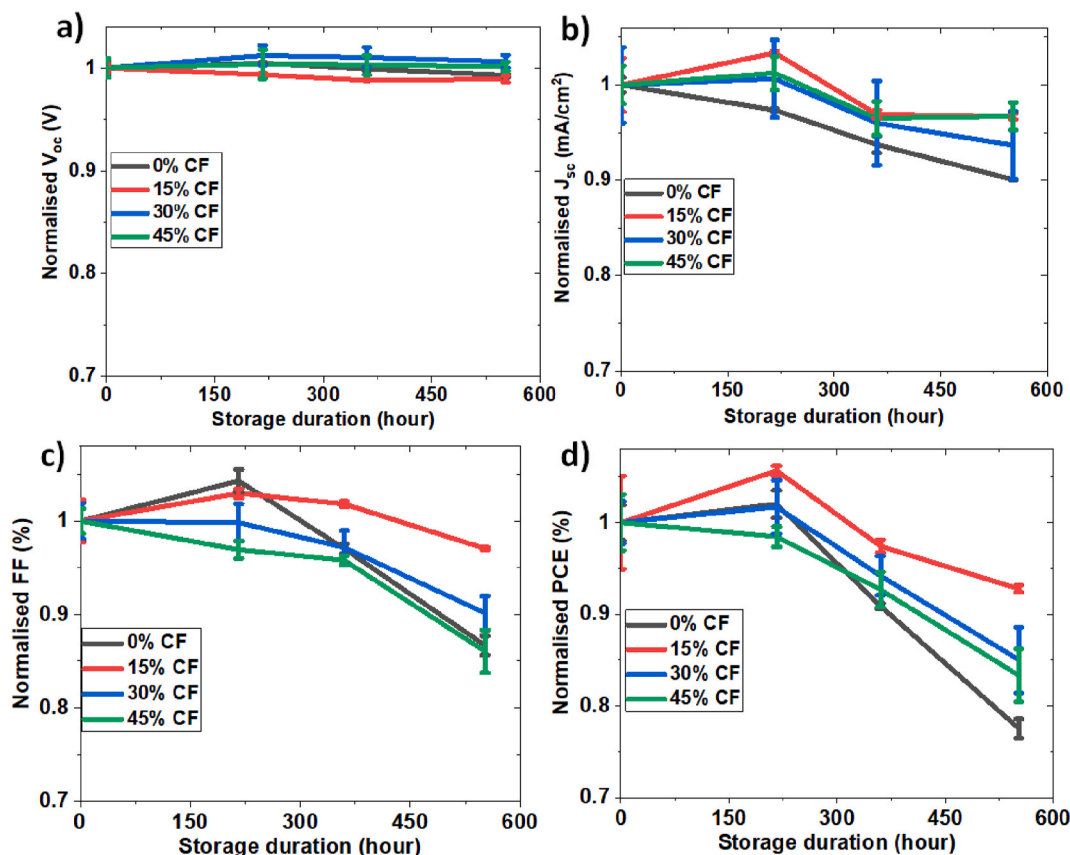 a)
Normalised Voc (V)
1
0.9
0.8
0.7
0% CF
15% CF
30% CF
45% CF
0 150 300 450 600
Storage duration (hour)
b)
Normalised Jsc (mA/cm²)
1
0.9
0.8
0.7
0% CF
15% CF
30% CF
45% CF
0 150 300 450 600
Storage duration (hour)
c)
Normalised FF (%)
1
0.9
0.8
0.7
0% CF
15% CF
30% CF
45% CF
0 150 300 450 600
Storage duration (hour)
d)
Normalised PCE (%)
1
0.9
0.8
0.7
0% CF
15% CF
30% CF
45% CF
0 150 300 450 600
Storage duration (hour)